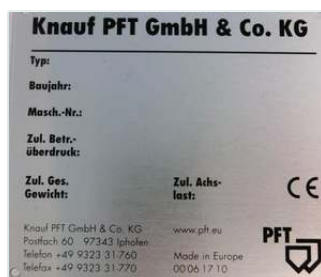 Knauf PFT GmbH & Co. KG
Typ:
Baujahr:
Masch.-Nr.:
Zul. Betr.-
überdruck:
Zul. Ges.
Gewicht:
Zul. Achs-
last:
CE
Knauf PFT GmbH & Co. KG
Postfach 60 97343 Iphofen
Telefon +49 9323 31-760
Telefax +49 9323 31-770
www.pft.eu
Made in Europe
00 06 17 10
PFT